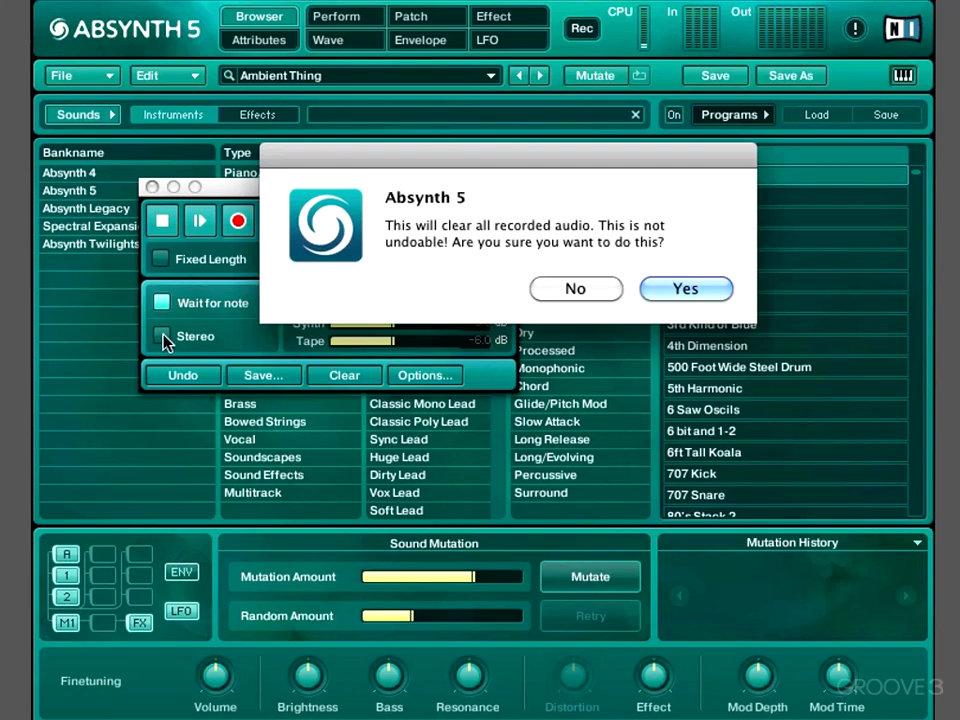 ABSYNTH 5
Browser
Perform
Patch
Effect
Attributes
Wave
Envelope
LFO
Rec
CPU
In
Out
!
File
Edit
Ambient Thing
Mutate
Save
Save As
Sounds
Instruments
Effects
On
Programs
Load
Save
Bankname
Type
Absynth 4
Piano
Absynth 5
Absynth Legacy
Spectral Expansi
Absynth Twilights
Absynth 5
This will clear all recorded audio. This is not
undoable! Are you sure you want to do this?
No
Yes
Fixed Length
Wait for note
Stereo
Synth
dB
Tape
-6.0 dB
Undo
Save...
Clear
Options...
Brass
Bowed Strings
Vocal
Soundscapes
Sound Effects
Multitrack
Classic Mono Lead
Classic Poly Lead
Sync Lead
Huge Lead
Dirty Lead
Vox Lead
Soft Lead
Dry
Processed
Monophonic
Chord
Glide/Pitch Mod
Slow Attack
Long Release
Long/Evolving
Percussive
Surround
3rd Kind of Blue
4th Dimension
500 Foot Wide Steel Drum
5th Harmonic
6 Saw Oscils
6 bit and 1-2
6ft Tall Koala
707 Kick
707 Snare
80's Stack 2
A
1
2
M1
FX
ENV
LFO
Sound Mutation
Mutation Amount
Mutate
Random Amount
Retry
Mutation History
Finetuning
Volume
Brightness
Bass
Resonance
Distortion
Effect
Mod Depth
Mod Time
GROOVE3